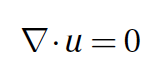 ∇·u = 0